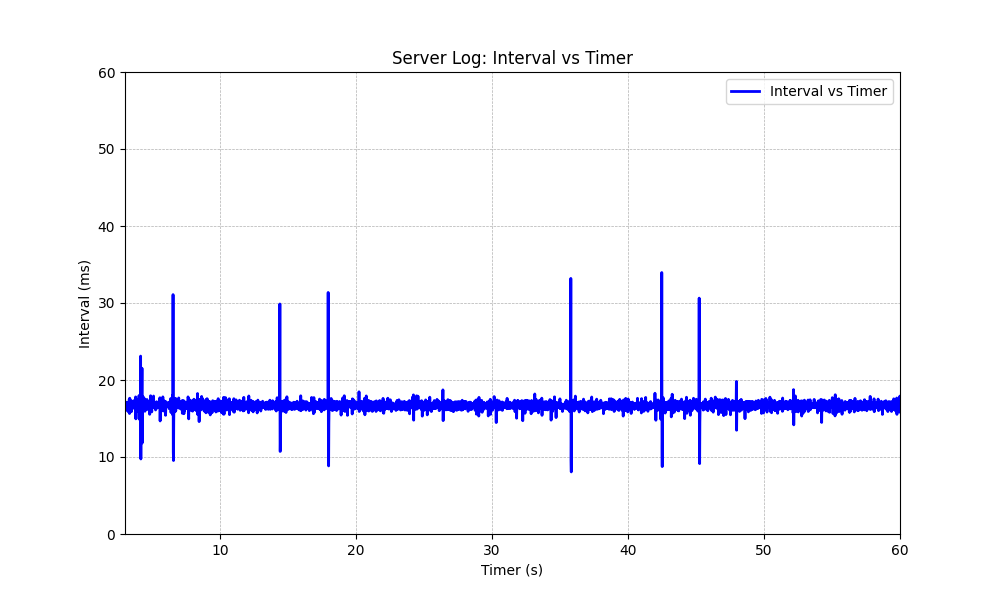 Server Log: Interval vs Timer
Interval vs Timer
60
50
40
30
20
10
0
Interval (ms)
10 20 30 40 50 60
Timer (s)